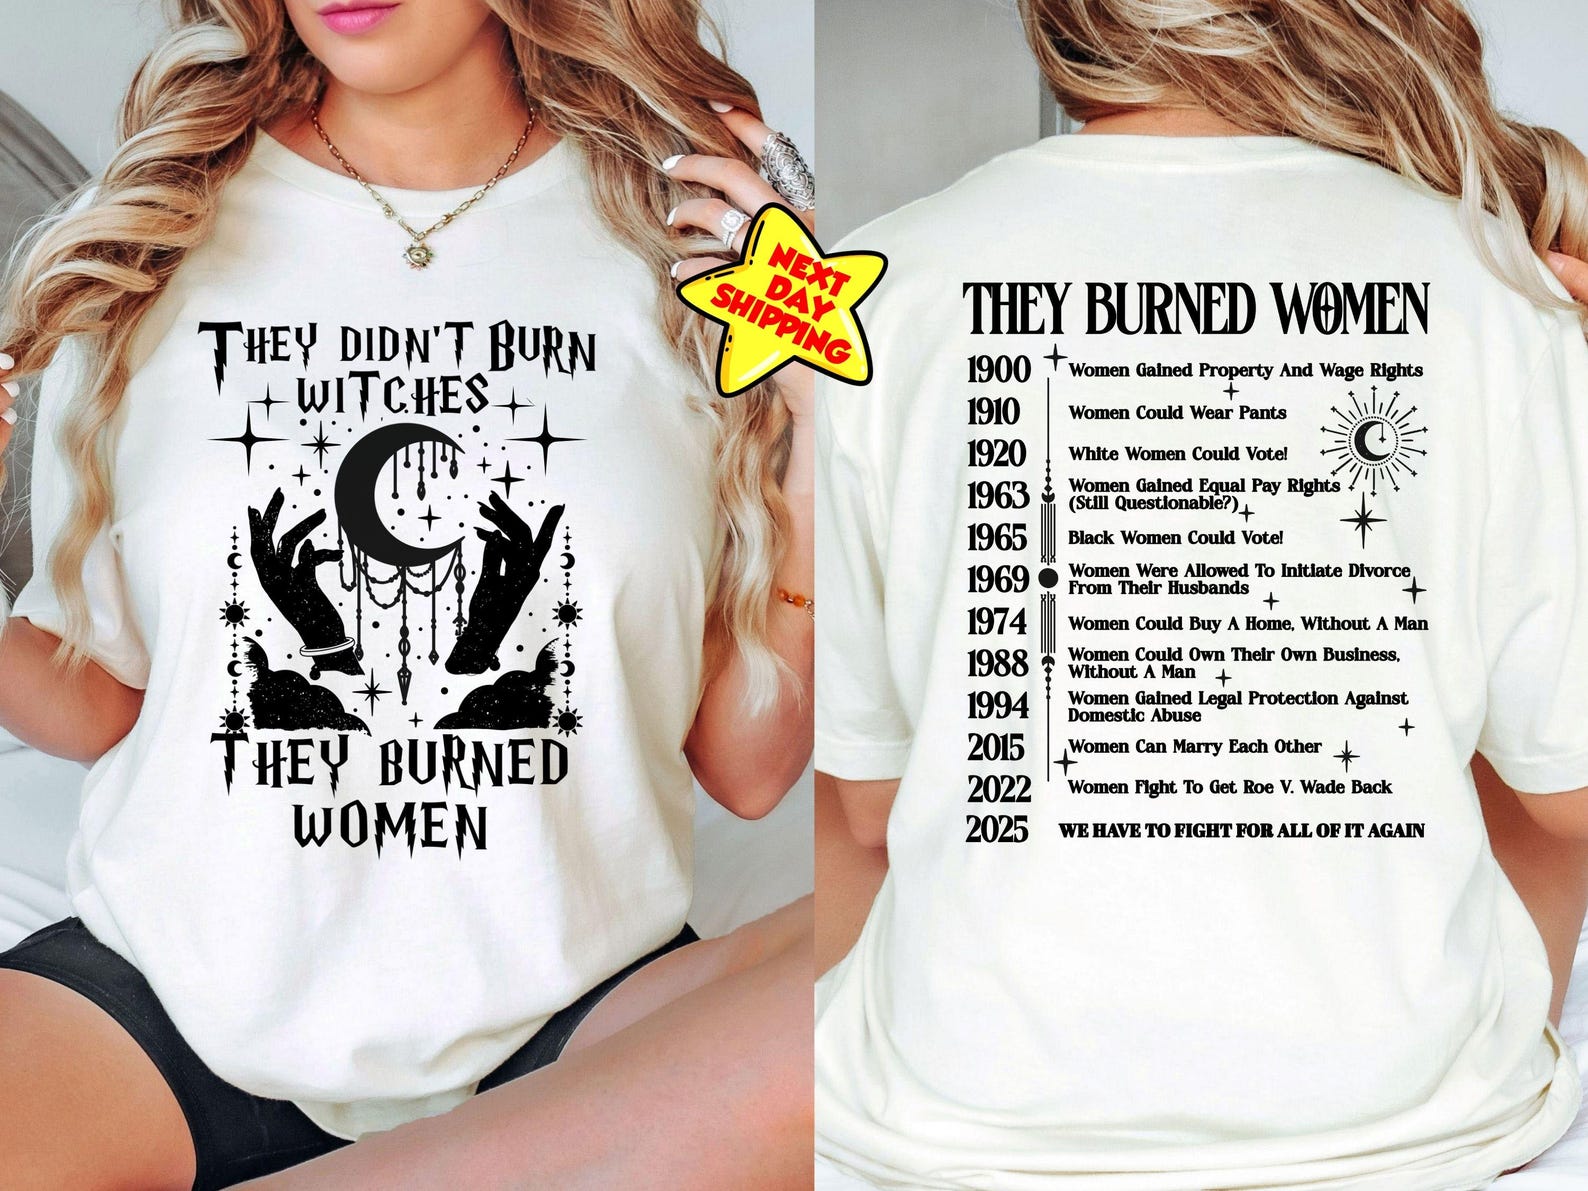 THEY DIDN'T BURN
WITCHES
THEY BURNED
WOMEN
NEXT
DAY
SHIPPING
THEY BURNED WOMEN
1900 Women Gained Property And Wage Rights
1910 Women Could Wear Pants
1920 White Women Could Vote!
1963 Women Gained Equal Pay Rights
(Still Questionable?)
1965 Black Women Could Vote!
1969 Women Were Allowed To Initiate Divorce
From Their Husbands
1974 Women Could Buy A Home, Without A Man
1988 Women Could Own Their Own Business,
Without A Man
1994 Women Gained Legal Protection Against
Domestic Abuse
2015 Women Can Marry Each Other
2022 Women Fight To Get Roe V. Wade Back
2025 WE HAVE TO FIGHT FOR ALL OF IT AGAIN